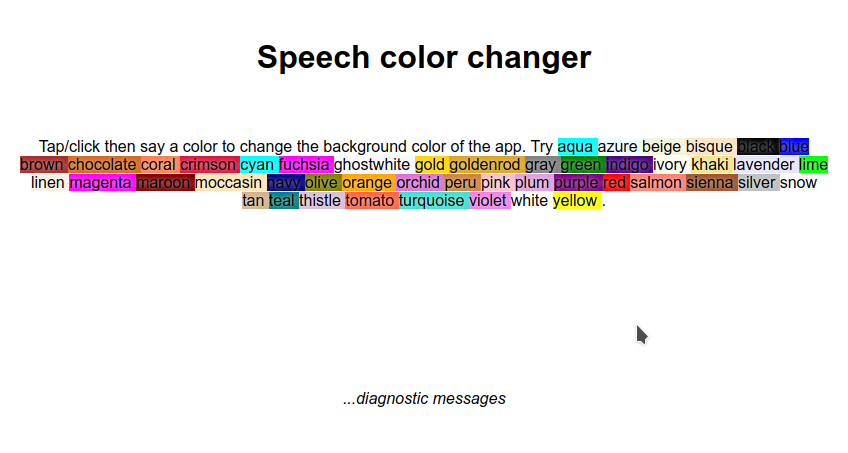 Speech color changer
Tap/click then say a color to change the background color of the app. Try aqua azure beige bisque black blue
brown chocolate coral crimson cyan fuchsia ghostwhite gold goldenrod gray green indigo ivory khaki lavender lime
linen magenta maroon moccasin navy olive orange orchid peru pink plum purple red salmon sienna silver snow
tan teal thistle tomato turquoise violet white yellow .
...diagnostic messages